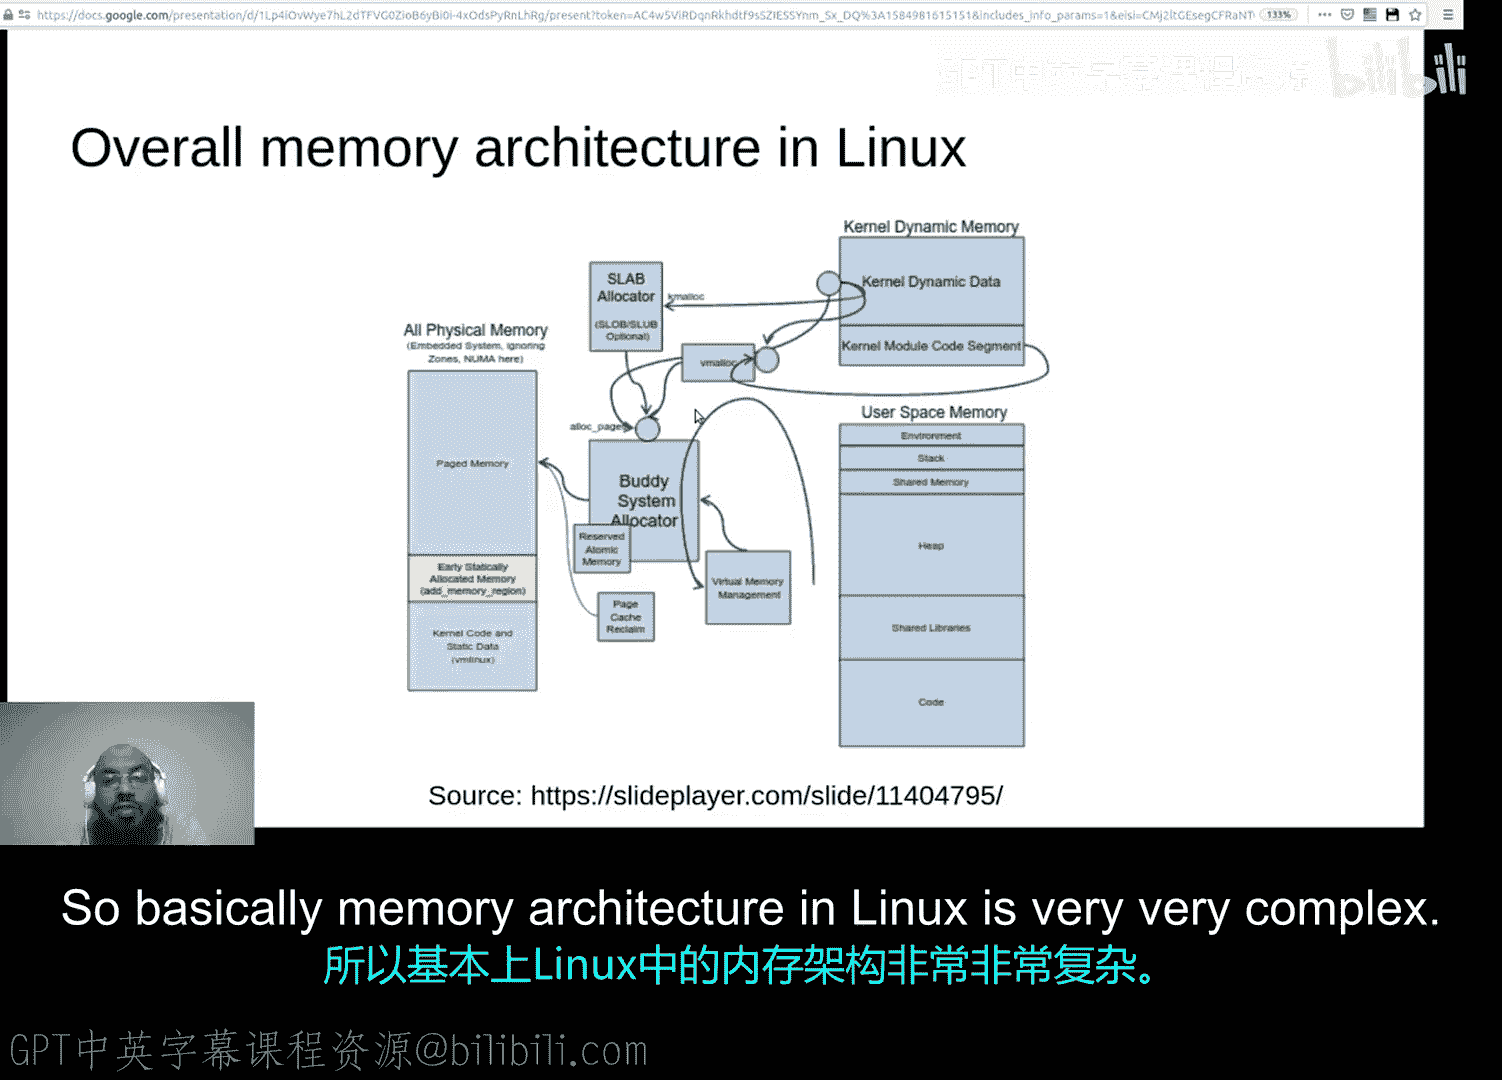 Overall memory architecture in Linux
Kernel Dynamic Memory
Kernel Dynamic Data
Kernel Module Code Segment
SLAB
Allocator
(SLOB/SLUB
Optional)
kmalloc
vmalloc
All Physical Memory
(Embedded System, Ignoring
Zones, NUMA here)
Paged Memory
Early Statically
Allocated Memory
(add_memory_region)
Kernel Code and
Static Data
(vmlinux)
alloc_page
Buddy
System
Allocator
Reserved
Atomic
Memory
Page
Cache
Reclaim
Virtual Memory
Management
User Space Memory
Environment
Stack
Shared Memory
Heap
Shared Libraries
Code
Source: https://slideplayer.com/slide/11404795/
So basically memory architecture in Linux is very very complex.
所以基本上Linux中的内存架构非常非常复杂。
GPT中英字幕课程资源@bilibili.com
133%
bilibili